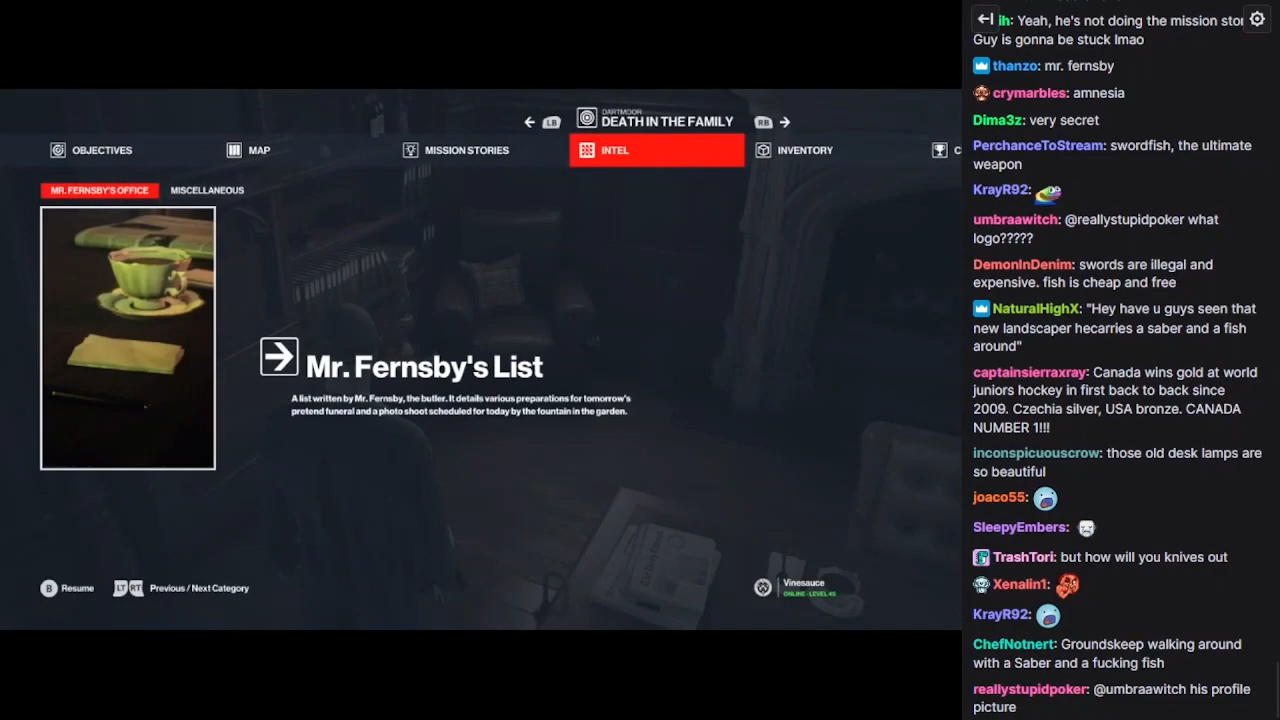 LB
DARTMOOR
DEATH IN THE FAMILY
RB
OBJECTIVES
MAP
MISSION STORIES
INTEL
INVENTORY
C
MR. FERNSBY'S OFFICE
MISCELLANEOUS
Mr. Fernsby's List
A list written by Mr. Fernsby, the butler. It details various preparations for tomorrow's
pretend funeral and a photo shoot scheduled for today by the fountain in the garden.
B Resume
LT RT Previous / Next Category
Vinesauce
ONLINE - LEVEL 45
ih: Yeah, he's not doing the mission stor
Guy is gonna be stuck lmao
thanzo: mr. fernsby
crymarbles: amnesia
Dima3z: very secret
PerchanceToStream: swordfish, the ultimate
weapon
KrayR92:
umbraawitch: @reallystupidpoker what
logo?????
DemonInDenim: swords are illegal and
expensive. fish is cheap and free
NaturalHighX: "Hey have u guys seen that
new landscaper hecarries a saber and a fish
around"
captainsierraxray: Canada wins gold at world
juniors hockey in first back to back since
2009. Czechia silver, USA bronze. CANADA
NUMBER 1!!!
inconspicuouscrow: those old desk lamps are
so beautiful
joaco55:
SleepyEmbers:
TrashTori: but how will you knives out
Xenalin1:
KrayR92:
ChefNotnert: Groundskeep walking around
with a Saber and a fucking fish
reallystupidpoker: @umbraawitch his profile
picture